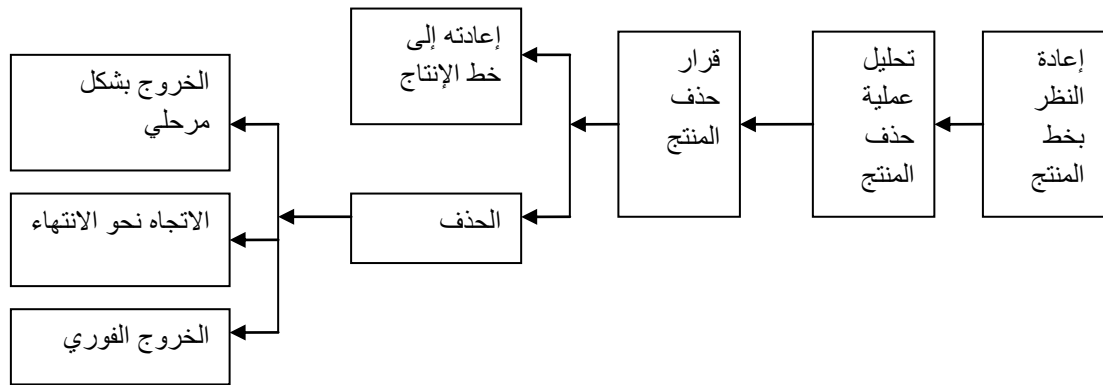 إعادة
النظر
بخط
المنتج
تحليل
عملية
حذف
المنتج
قرار
حذف
المنتج
إعادته إلى
خط الإنتاج
الحذف
الخروج بشكل
مرحلي
الاتجاه نحو الانتهاء
الخروج الفوري